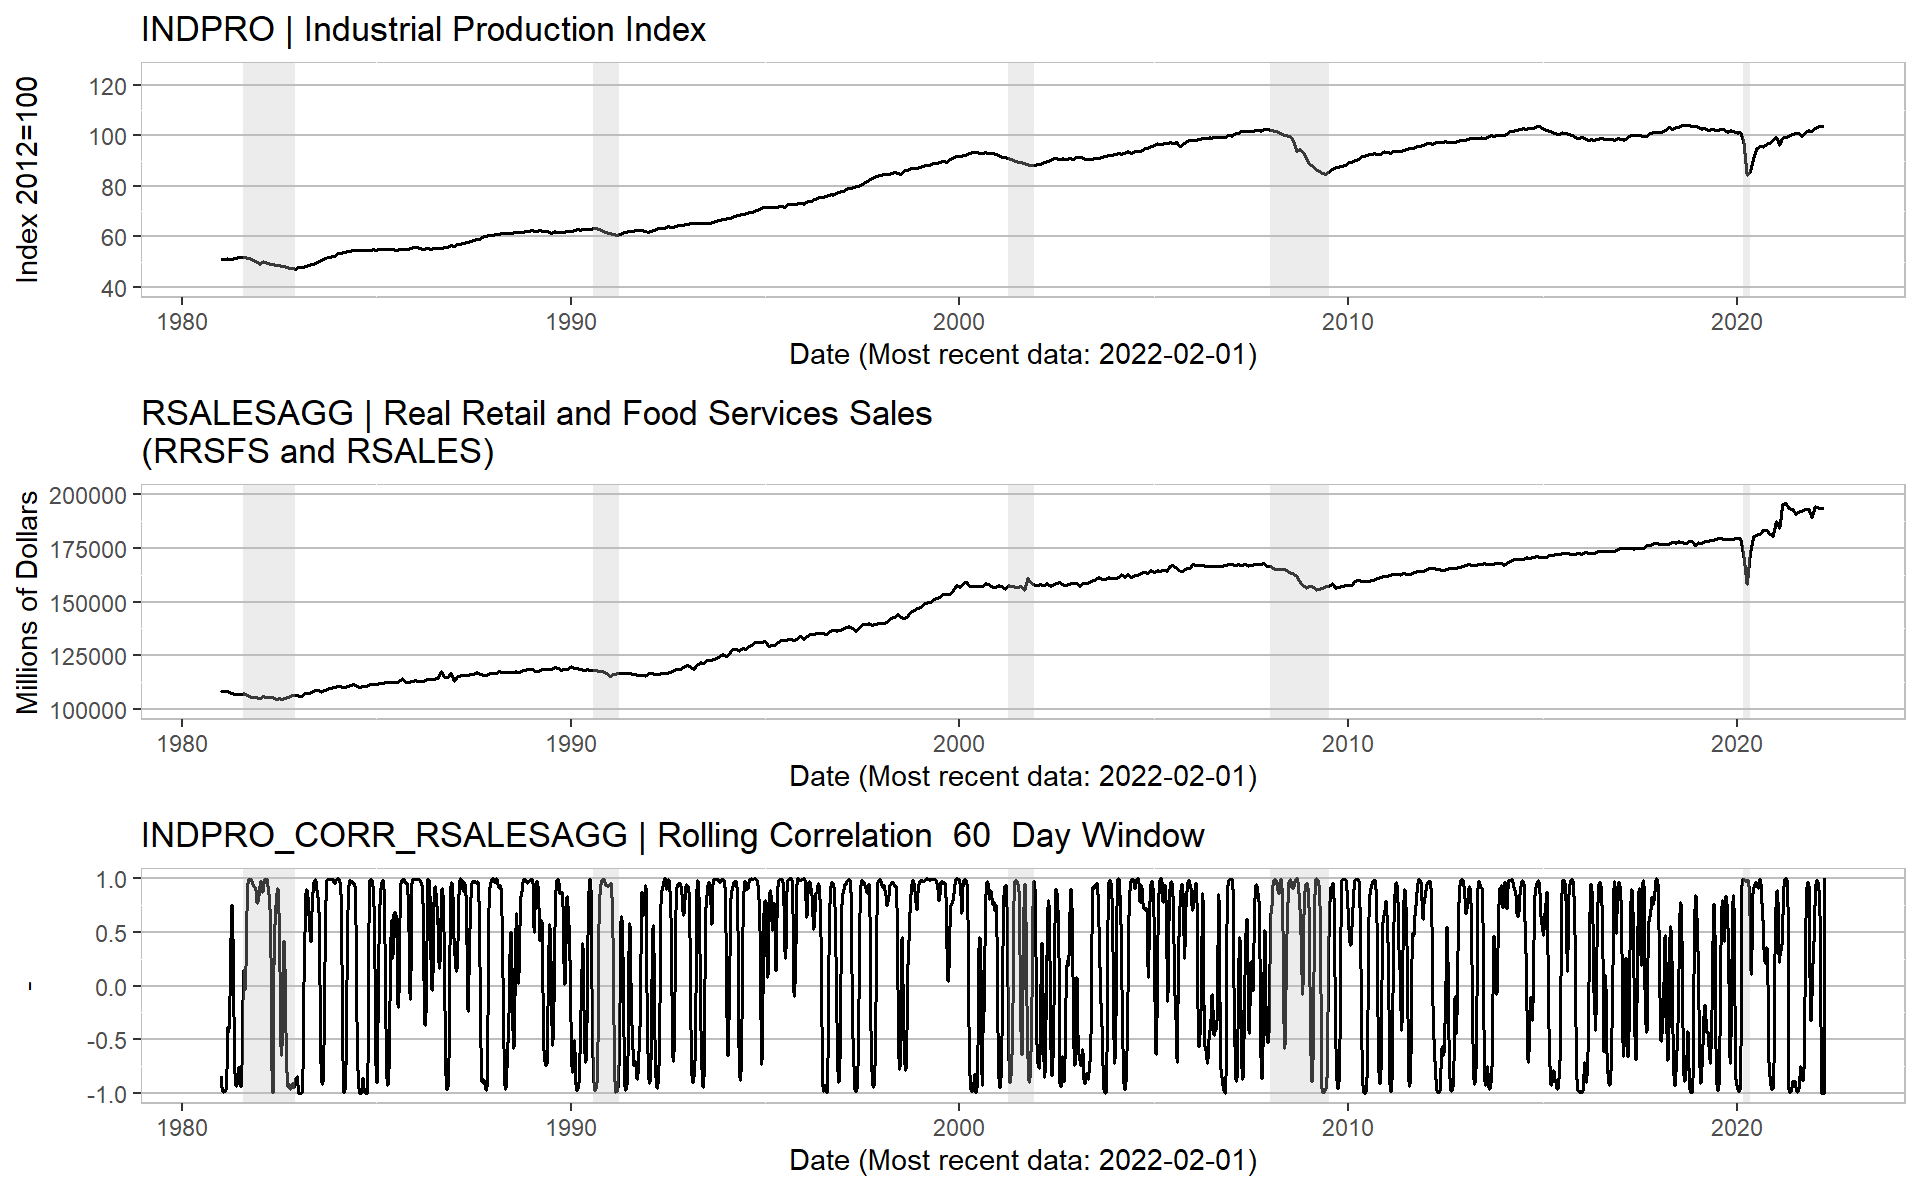 INDPRO | Industrial Production Index
Index 2012=100
120
100
80
60
40
1980 1990 2000 2010 2020
Date (Most recent data: 2022-02-01)
RSALESAGG | Real Retail and Food Services Sales
(RRSFS and RSALES)
Millions of Dollars
200000
175000
150000
125000
100000
1980 1990 2000 2010 2020
Date (Most recent data: 2022-02-01)
INDPRO_CORR_RSALESAGG | Rolling Correlation  60  Day Window
-
1.0
0.5
0.0
-0.5
-1.0
1980 1990 2000 2010 2020
Date (Most recent data: 2022-02-01)